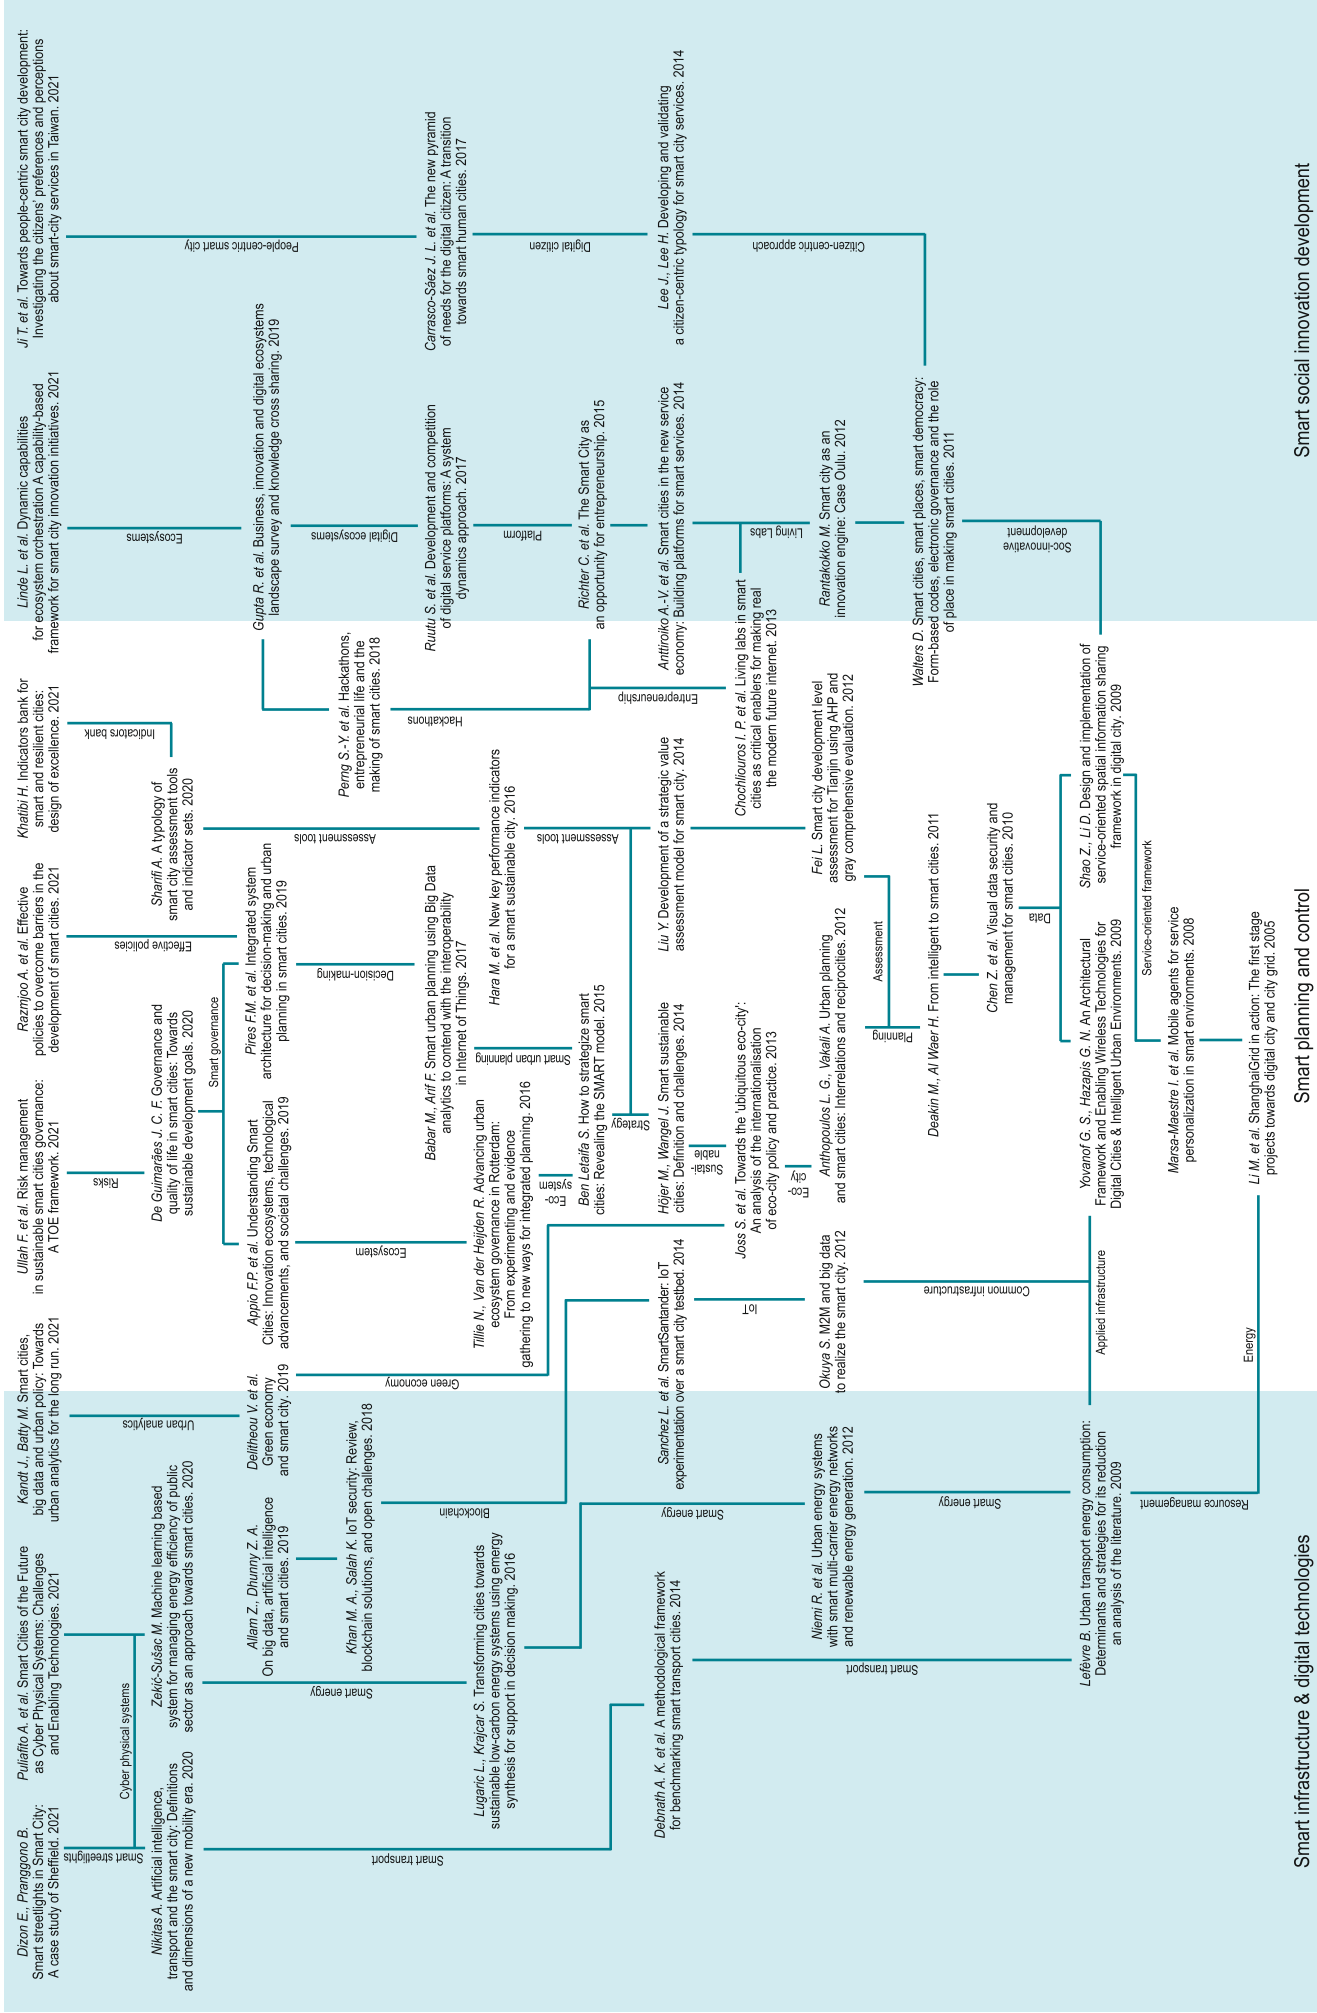 Dizon E., Pranggono B.
Smart streetlights in Smart City:
A case study of Sheffield. 2021
Puliafito A. et al. Smart Cities of the Future
as Cyber Physical Systems: Challenges
and Enabling Technologies. 2021
Kandt J., Batty M. Smart cities,
big data and urban policy: Towards
urban analytics for the long run. 2021
Ullah F. et al. Risk management
in sustainable smart cities governance:
A TOE framework. 2021
Razmjoo A. et al. Effective
policies to overcome barriers in the
development of smart cities. 2021
Khatibi H. Indicators bank for
smart and resilient cities:
design of excellence. 2021
Linde L. et al. Dynamic capabilities
for ecosystem orchestration A capability-based
framework for smart city innovation initiatives. 2021
Ji T. et al. Towards people-centric smart city development:
Investigating the citizens' preferences and perceptions
about smart-city services in Taiwan. 2021
Smart streetlights
Cyber physical systems
Urban analytics
Risks
Effective policies
Indicators bank
Ecosystems
People-centric smart city
Nikitas A. Artificial intelligence,
transport and the smart city: Definitions
and dimensions of a new mobility era. 2020
Zekić-Sušac M. Machine learning based
system for managing energy efficiency of public
sector as an approach towards smart cities. 2020
De Guimarães J. C. F. Governance and
quality of life in smart cities: Towards
sustainable development goals. 2020
Sharifi A. A typology of
smart city assessment tools
and indicator sets. 2020
Smart governance
Allam Z., Dhunny Z. A.
On big data, artificial intelligence
and smart cities. 2019
Delitheou V. et al.
Green economy
and smart city. 2019
Appio F.P. et al. Understanding Smart
Cities: Innovation ecosystems, technological
advancements, and societal challenges. 2019
Pires F.M. et al. Integrated system
architecture for decision-making and urban
planning in smart cities. 2019
Gupta R. et al. Business, innovation and digital ecosystems
landscape survey and knowledge cross sharing. 2019
Smart transport
Smart energy
Green economy
Ecosystem
Decision-making
Assessment tools
Digital ecosystems
Khan M. A., Salah K. IoT security: Review,
blockchain solutions, and open challenges. 2018
Perng S.-Y. et al. Hackathons,
entrepreneurial life and the
making of smart cities. 2018
Blockchain
Hackathons
Babar M., Arif F. Smart urban planning using Big Data
analytics to contend with the interoperability
in Internet of Things. 2017
Ruutu S. et al. Development and competition
of digital service platforms: A system
dynamics approach. 2017
Carrasco-Sáez J. L. et al. The new pyramid
of needs for the digital citizen: A transition
towards smart human cities. 2017
Smart urban planning
Platform
Digital citizen
Lugaric L., Krajcar S. Transforming cities towards
sustainable low-carbon energy systems using emergy
synthesis for support in decision making. 2016
Tillie N., Van der Heijden R. Advancing urban
ecosystem governance in Rotterdam:
From experimenting and evidence
gathering to new ways for integrated planning. 2016
Hara M. et al. New key performance indicators
for a smart sustainable city. 2016
Eco-
system
Assessment tools
Ben Letaifa S. How to strategize smart
cities: Revealing the SMART model. 2015
Richter C. et al. The Smart City as
an opportunity for entrepreneurship. 2015
Strategy
Entrepreneurship
Debnath A. K. et al. A methodological framework
for benchmarking smart transport cities. 2014
Sanchez L. et al. SmartSantander: IoT
experimentation over a smart city testbed. 2014
Höjer M., Wangel J. Smart sustainable
cities: Definition and challenges. 2014
Liu Y. Development of a strategic value
assessment model for smart city. 2014
Anttiroiko A.-V. et al. Smart cities in the new service
economy: Building platforms for smart services. 2014
Lee J., Lee H. Developing and validating
a citizen-centric typology for smart city services. 2014
Smart energy
IoT
Sustai-
nable
Living Labs
Citizen-centric approach
Joss S. et al. Towards the 'ubiquitous eco-city':
An analysis of the internationalisation
of eco-city policy and practice. 2013
Chochliouros I. P. et al. Living labs in smart
cities as critical enablers for making real
the modern future internet. 2013
Eco-
city
Niemi R. et al. Urban energy systems
with smart multi-carrier energy networks
and renewable energy generation. 2012
Okuya S. M2M and big data
to realize the smart city. 2012
Anthopoulos L. G., Vakali A. Urban planning
and smart cities: Interrelations and reciprocities. 2012
Fei L. Smart city development level
assessment for Tianjin using AHP and
gray comprehensive evaluation. 2012
Rantakokko M. Smart city as an
innovation engine: Case Oulu. 2012
Smart transport
Smart energy
Common infrastructure
Planning
Assessment
Deakin M., Al Waer H. From intelligent to smart cities. 2011
Walters D. Smart cities, smart places, smart democracy:
Form-based codes, electronic governance and the role
of place in making smart cities. 2011
Chen Z. et al. Visual data security and
management for smart cities. 2010
Data
Soc-innovative
development
Lefèvre B. Urban transport energy consumption:
Determinants and strategies for its reduction
an analysis of the literature. 2009
Applied infrastructure
Yovanof G. S., Hazapis G. N. An Architectural
Framework and Enabling Wireless Technologies for
Digital Cities & Intelligent Urban Environments. 2009
Shao Z., Li D. Design and implementation of
service-oriented spatial information sharing
framework in digital city. 2009
Service-oriented framework
Marsa-Maestre I. et al. Mobile agents for service
personalization in smart environments. 2008
Resource management
Energy
Li M. et al. ShanghaiGrid in action: The first stage
projects towards digital city and city grid. 2005
Smart infrastructure & digital technologies
Smart planning and control
Smart social innovation development